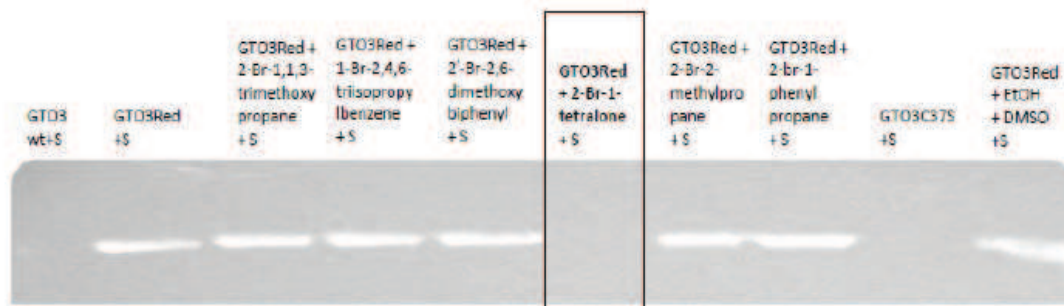 GTO3
wt+S
GTO3Red
+S
GTO3Red +
2-Br-1,1,3-
trimethoxy
propane
+ S
GTO3Red +
1-Br-2,4,6-
triisopropy
lbenzene
+ S
GTO3Red +
2'-Br-2,6-
dimethoxy
biphenyl
+ S
GTO3Red
+ 2-Br-1-
tetralone
+ S
GTO3Red +
2-Br-2-
methylpro
pane
+ S
GTO3Red +
2-br-1-
phenyl
propane
+ S
GTO3C37S
+S
GTO3Red
+ EtOH
+ DMSO
+S